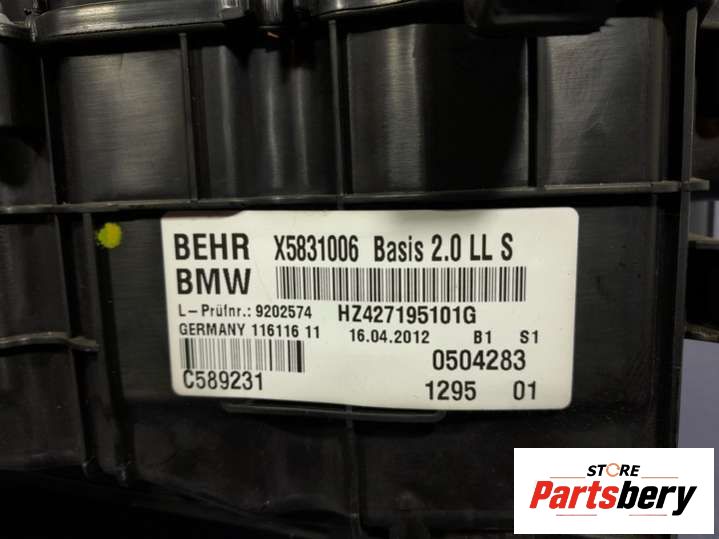 BEHR X5831006 Basis 2.0 LL S
BMW
L-Prüfnr.: 9202574 HZ427195101G
GERMANY 116116 11 16.04.2012 B1 S1
0504283
C589231
1295 01
STORE
Partsbery